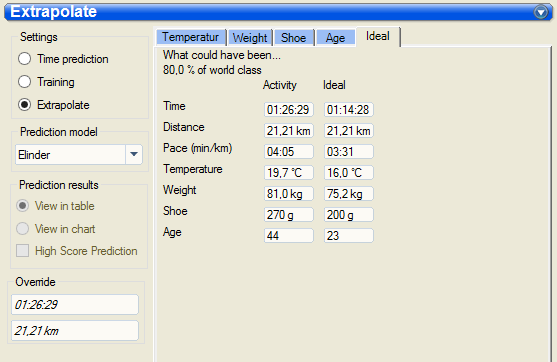 Extrapolate
Settings
Time prediction
Training
Extrapolate
Prediction model
Elinder
Prediction results
View in table
View in chart
High Score Prediction
Override
01:26:29
21,21 km
Temperatur Weight Shoe Age Ideal
What could have been...
80,0 % of world class
Activity Ideal
Time 01:26:29 01:14:28
Distance 21,21 km 21,21 km
Pace (min/km) 04:05 03:31
Temperature 19,7 °C 16,0 °C
Weight 81,0 kg 75,2 kg
Shoe 270 g 200 g
Age 44 23